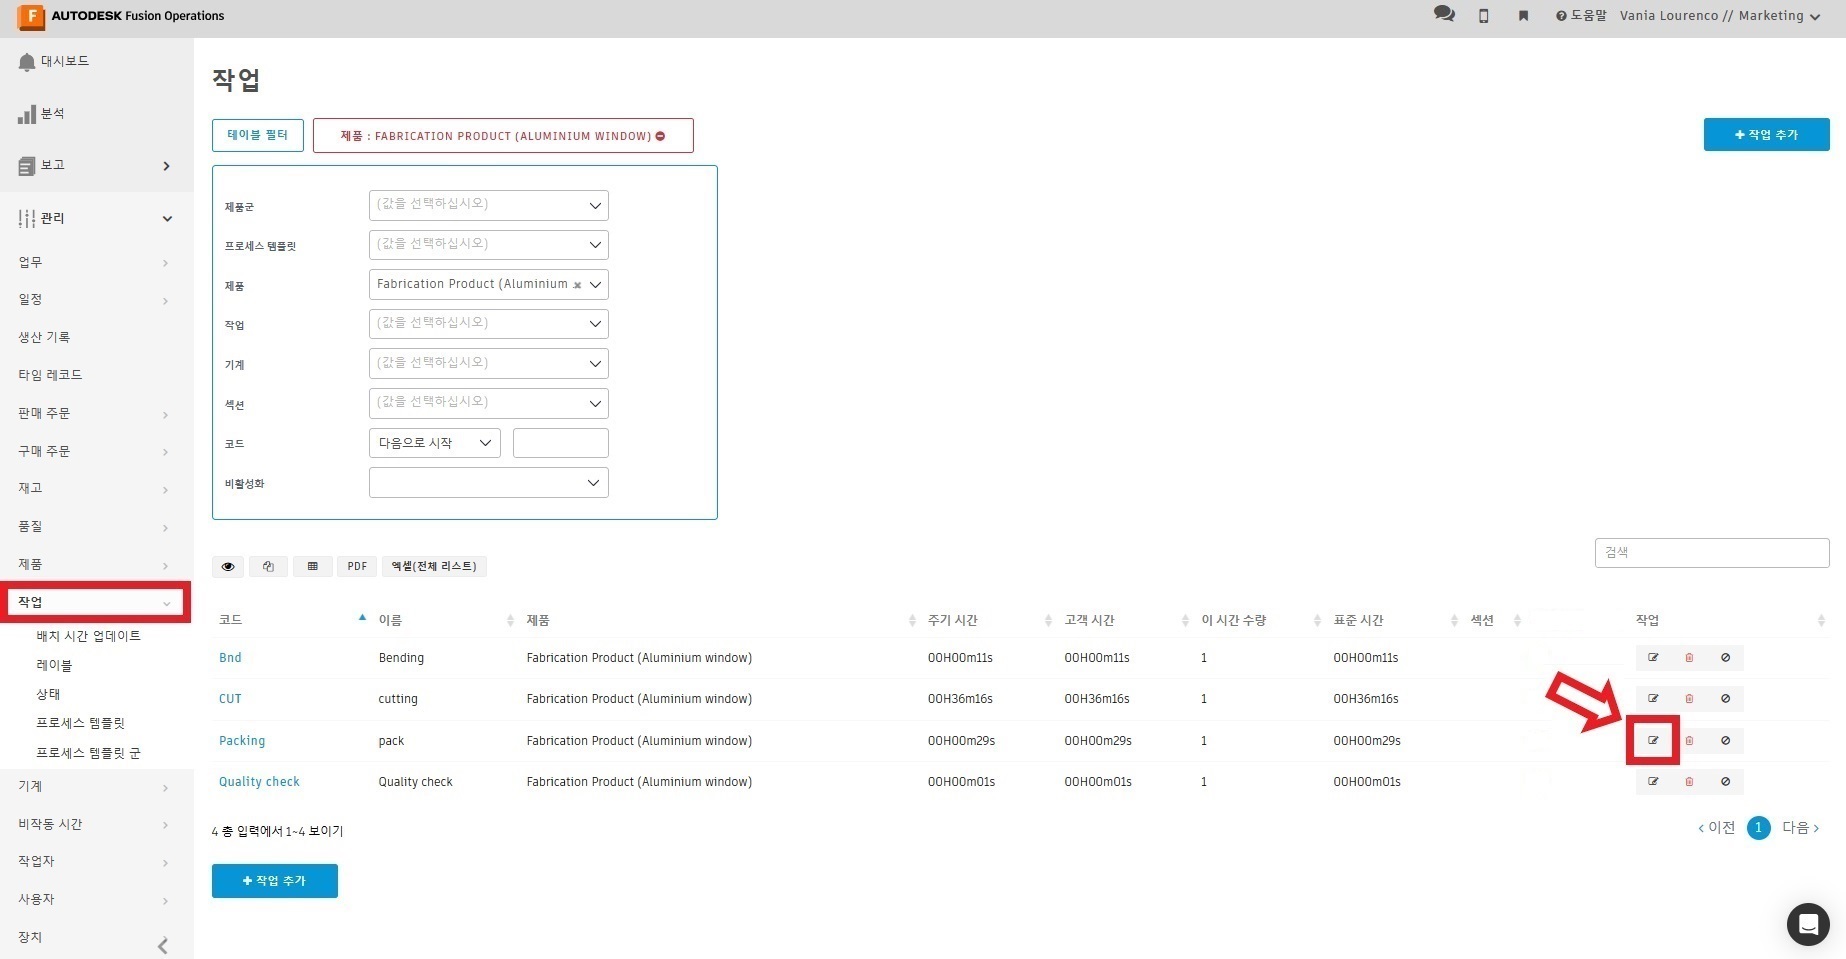 AUTODESK Fusion Operations
도움말
Vania Lourenco // Marketing
대시보드
분석
보고
관리
업무
일정
생산 기록
타임 레코드
판매 주문
구매 주문
재고
품질
제품
작업
배치 시간 업데이트
레이블
상태
프로세스 템플릿
프로세스 템플릿 군
기계
비작동 시간
작업자
사용자
장치
작업
테이블 필터
제품 : FABRICATION PRODUCT (ALUMINIUM WINDOW)
+ 작업 추가
제품군 (값을 선택하십시오)
프로세스 템플릿 (값을 선택하십시오)
제품 Fabrication Product (Aluminium
작업 (값을 선택하십시오)
기계 (값을 선택하십시오)
섹션 (값을 선택하십시오)
코드 다음으로 시작
비활성화
PDF 엑셀(전체 리스트)
검색
코드 이름 제품 주기 시간 고객 시간 이 시간 수량 표준 시간 섹션 작업
Bnd Bending Fabrication Product (Aluminium window) 00H00m11s 00H00m11s 1 00H00m11s
CUT cutting Fabrication Product (Aluminium window) 00H36m16s 00H36m16s 1 00H36m16s
Packing pack Fabrication Product (Aluminium window) 00H00m29s 00H00m29s 1 00H00m29s
Quality check Quality check Fabrication Product (Aluminium window) 00H00m01s 00H00m01s 1 00H00m01s
4 총 입력에서 1~4 보이기
‹ 이전 1 다음 ›
+ 작업 추가